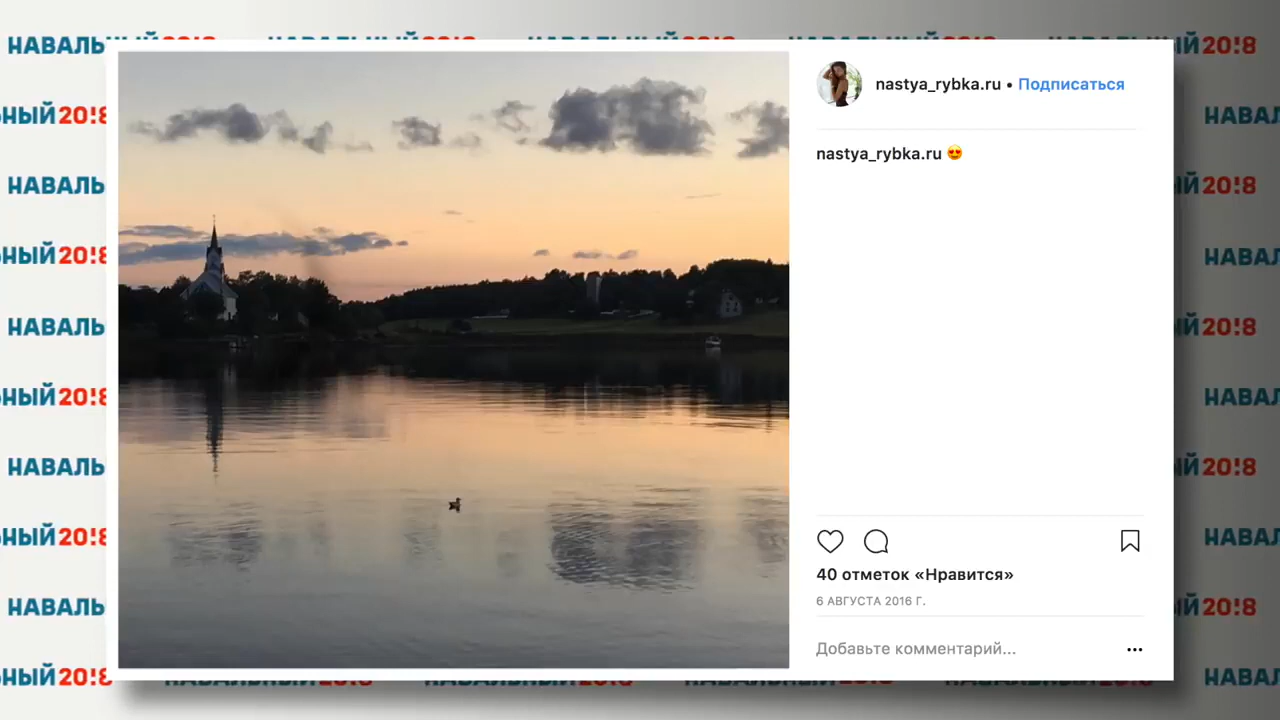 НАВАЛЬНЫЙ 20!8
nastya_rybka.ru • Подписаться
nastya_rybka.ru 😍
40 отметок «Нравится»
6 АВГУСТА 2016 Г.
Добавьте комментарий...